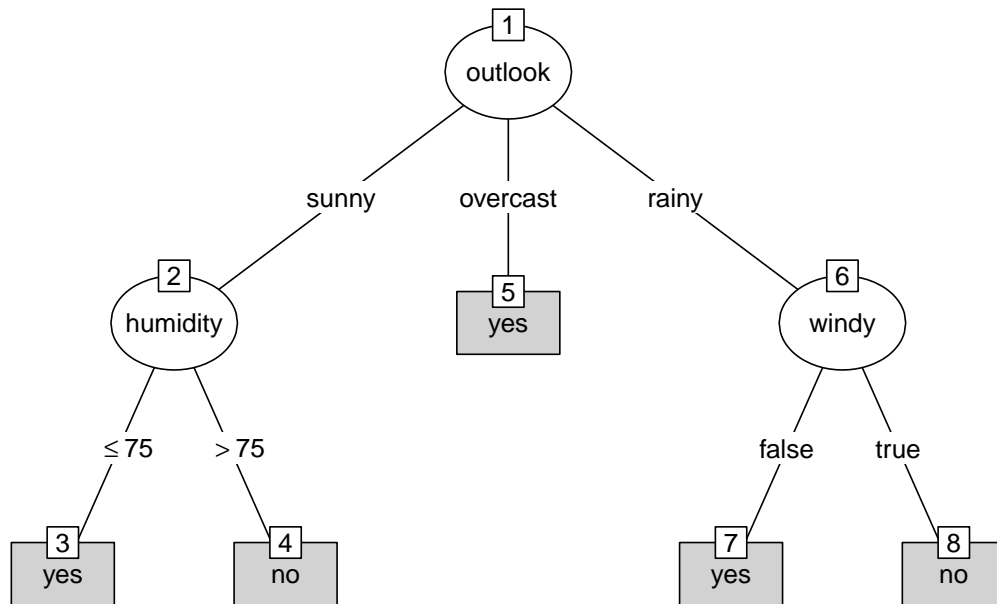 1
outlook
sunny
overcast
rainy
2
humidity
5
yes
6
windy
≤ 75
> 75
false
true
3
yes
4
no
7
yes
8
no